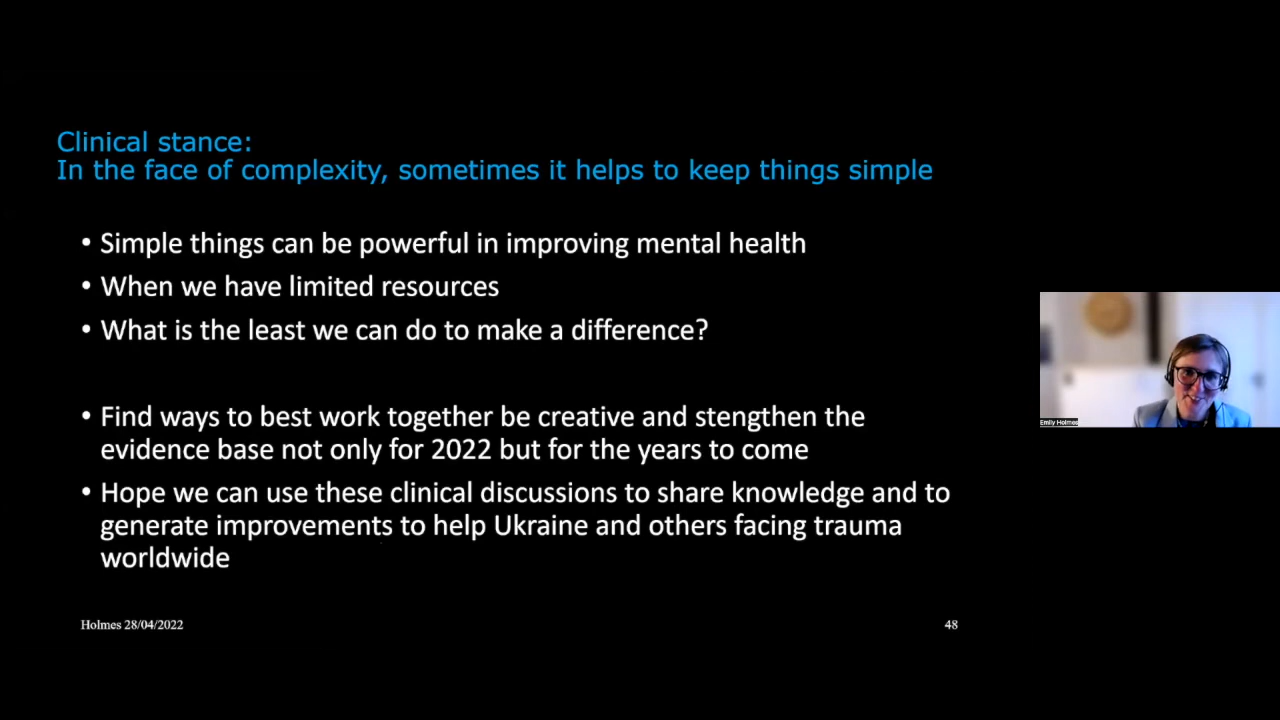 Clinical stance:
In the face of complexity, sometimes it helps to keep things simple
• Simple things can be powerful in improving mental health
• When we have limited resources
• What is the least we can do to make a difference?
• Find ways to best work together be creative and stengthen the
evidence base not only for 2022 but for the years to come
• Hope we can use these clinical discussions to share knowledge and to
generate improvements to help Ukraine and others facing trauma
worldwide
Holmes 28/04/2022
48
Emily Holmes